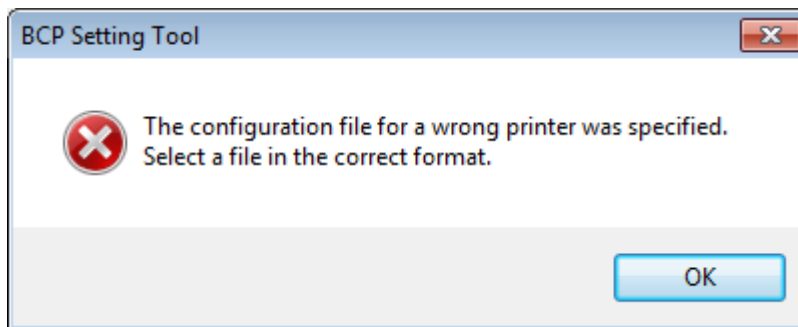 BCP Setting Tool
The configuration file for a wrong printer was specified.
Select a file in the correct format.
OK